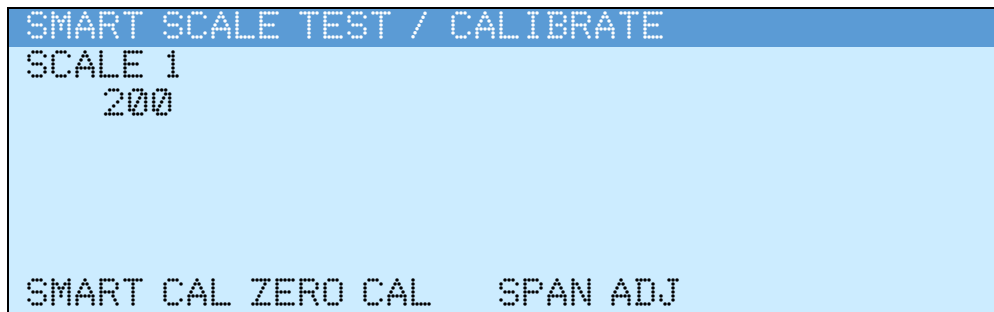 SMART SCALE TEST / CALIBRATE
SCALE 1
200
SMART CAL ZERO CAL SPAN ADJ